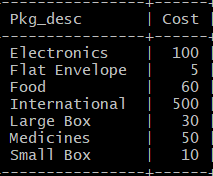 Pkg_desc | Cost
Electronics | 100
Flat Envelope | 5
Food | 60
International | 500
Large Box | 30
Medicines | 50
Small Box | 10